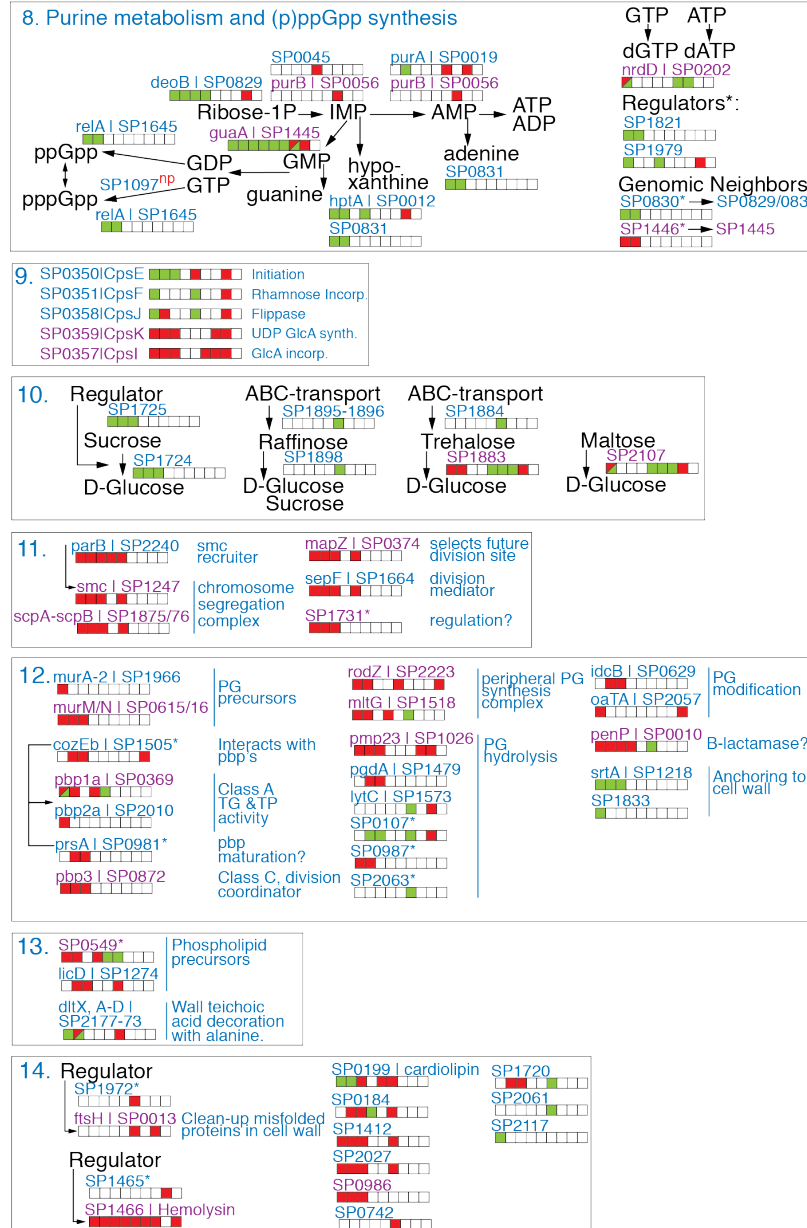 8. Purine metabolism and (p)ppGpp synthesis
GTP ATP
dGTP dATP
nrdD | SP0202
Regulators*:
SP1821
SP1979
Genomic Neighbors
SP0830* SP0829/083
SP1446* SP1445
SP0045
purA | SP0019
deoB | SP0829 purB | SP0056 purB | SP0056
Ribose-1P IMP AMP ATP
ADP
relA | SP1645
guaA | SP1445
ppGpp
GDP
GMP
adenine
SP0831
hypo-
xanthine
SP1097np
GTP
guanine
pppGpp
relA | SP1645
hptA | SP0012
SP0831
9.
SP0350|CpsE Initiation
SP0351|CpsF Rhamnose Incorp.
SP0358|CpsJ Flippase
SP0359|CpsK UDP GlcA synth.
SP0357|CpsI GlcA incorp.
10.
Regulator
SP1725
Sucrose
SP1724
D-Glucose
ABC-transport
SP1895-1896
Raffinose
SP1898
D-Glucose
Sucrose
ABC-transport
SP1884
Trehalose
SP1883
D-Glucose
Maltose
SP2107
D-Glucose
11.
parB | SP2240 smc
recruiter
smc | SP1247
scpA-scpB | SP1875/76
chromosome
segregation
complex
mapZ | SP0374 selects future
division site
sepF | SP1664 division
mediator
SP1731* regulation?
12.
murA-2 | SP1966
murM/N | SP0615/16
PG
precursors
cozEb | SP1505* Interacts with
pbp's
pbp1a | SP0369
pbp2a | SP2010
Class A
TG &TP
activity
prsA | SP0981* pbp
maturation?
pbp3 | SP0872 Class C, division
coordinator
rodZ | SP2223
mltG | SP1518
peripheral PG
synthesis
complex
pmp23 | SP1026
pgdA | SP1479
lytC | SP1573
SP0107*
SP0987*
SP2063*
PG
hydrolysis
idcB | SP0629
oaTA | SP2057
PG
modification
penP | SP0010 B-lactamase?
srtA | SP1218
SP1833
Anchoring to
cell wall
13.
SP0549*
licD | SP1274
Phospholipid
precursors
dltX, A-D |
SP2177-73
Wall teichoic
acid decoration
with alanine.
14.
Regulator
SP1972*
ftsH | SP0013 Clean-up misfolded
proteins in cell wall
Regulator
SP1465*
SP1466 | Hemolysin
SP0199 | cardiolipin
SP0184
SP1412
SP2027
SP0986
SP0742
SP1720
SP2061
SP2117